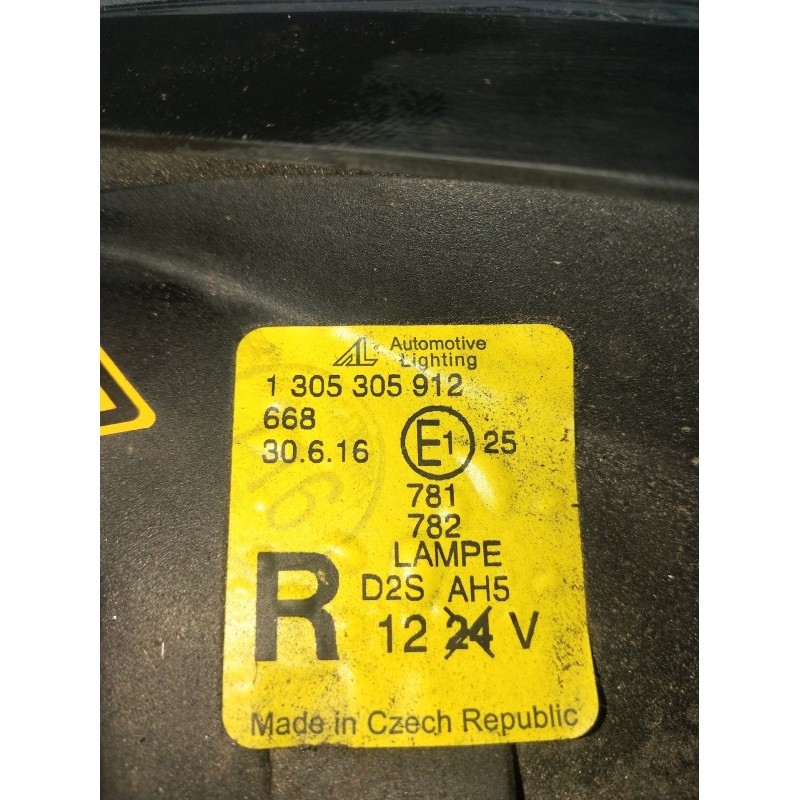 AL Automotive
Lighting
1 305 305 912
668
30.6.16 E1 25
781
782
LAMPE
R D2S AH5
12 24 V
Made in Czech Republic